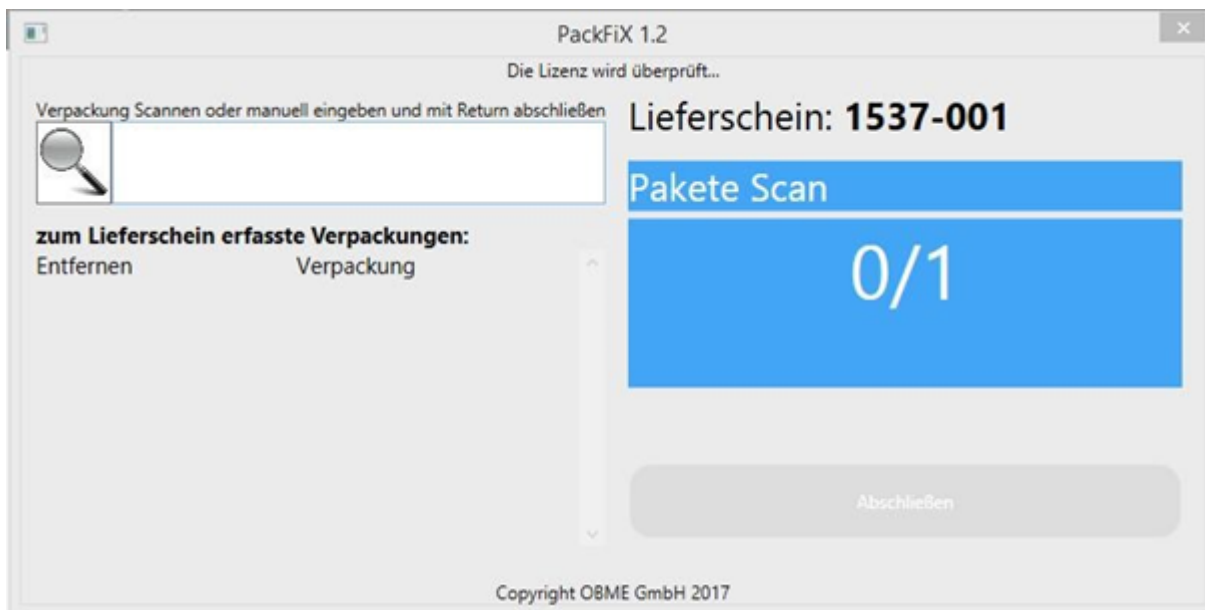 PackFiX 1.2
Die Lizenz wird überprüft...
Verpackung Scannen oder manuell eingeben und mit Return abschließen
zum Lieferschein erfasste Verpackungen:
Entfernen Verpackung
Lieferschein: 1537-001
Pakete Scan
0/1
Abschließen
Copyright OBME GmbH 2017